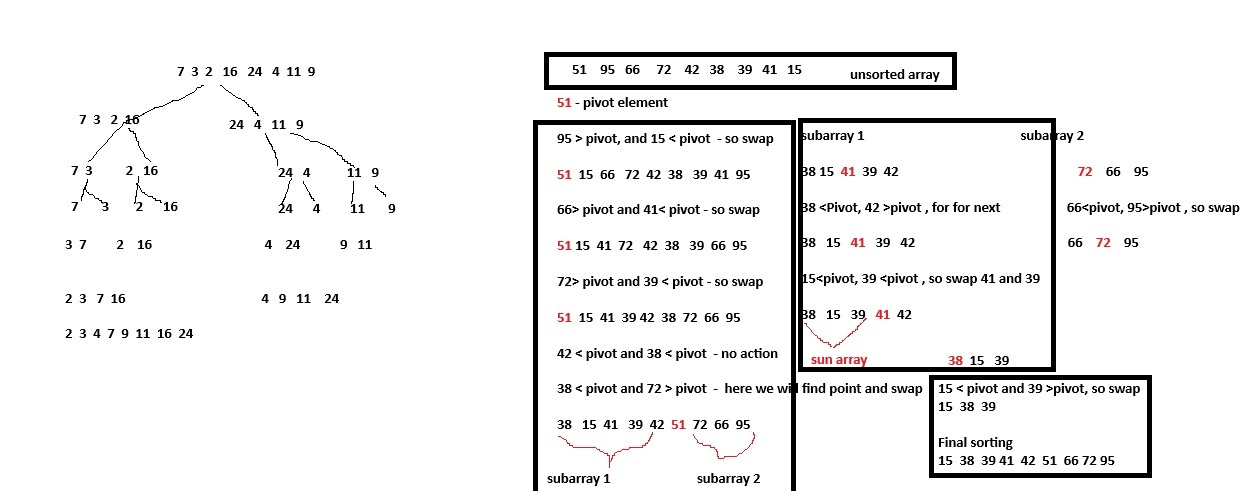 7 3 2 16 24 4 11 9
7 3 2 16
24 4 11 9
7 3 2 16 24 4 11 9
7 3 2 16 24 4 11 9
3 7 2 16 4 24 9 11
2 3 7 16 4 9 11 24
2 3 4 7 9 11 16 24
51 95 66 72 42 38 39 41 15 unsorted array
51 - pivot element
95 > pivot, and 15 < pivot - so swap
51 15 66 72 42 38 39 41 95
66> pivot and 41< pivot - so swap
51 15 41 72 42 38 39 66 95
72> pivot and 39 < pivot - so swap
51 15 41 39 42 38 72 66 95
42 < pivot and 38 < pivot - no action
38 < pivot and 72 > pivot - here we will find point and swap
38 15 41 39 42 51 72 66 95
subarray 1 subarray 2
subarray 1
38 15 41 39 42
38 <Pivot, 42 >pivot , for for next
38 15 41 39 42
15<pivot, 39 <pivot , so swap 41 and 39
38 15 39 41 42
sun array
38 15 39
subarray 2
72 66 95
66<pivot, 95>pivot , so swap
66 72 95
15 < pivot and 39 >pivot, so swap
15 38 39
Final sorting
15 38 39 41 42 51 66 72 95